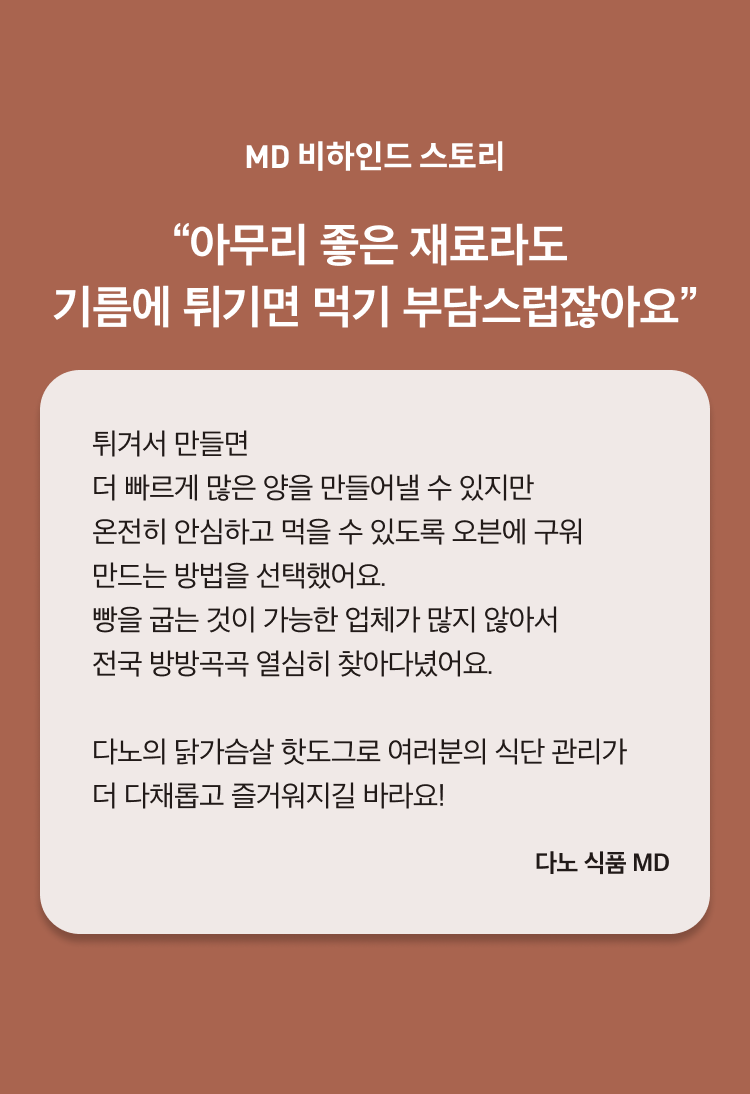 MD 비하인드 스토리
“아무리 좋은 재료라도
기름에 튀기면 먹기 부담스럽잖아요”
튀겨서 만들면
더 빠르게 많은 양을 만들어낼 수 있지만
온전히 안심하고 먹을 수 있도록 오븐에 구워
만드는 방법을 선택했어요.
빵을 굽는 것이 가능한 업체가 많지 않아서
전국 방방곡곡 열심히 찾아다녔어요.
다노의 닭가슴살 핫도그로 여러분의 식단 관리가
더 다채롭고 즐거워지길 바라요!
다노 식품 MD